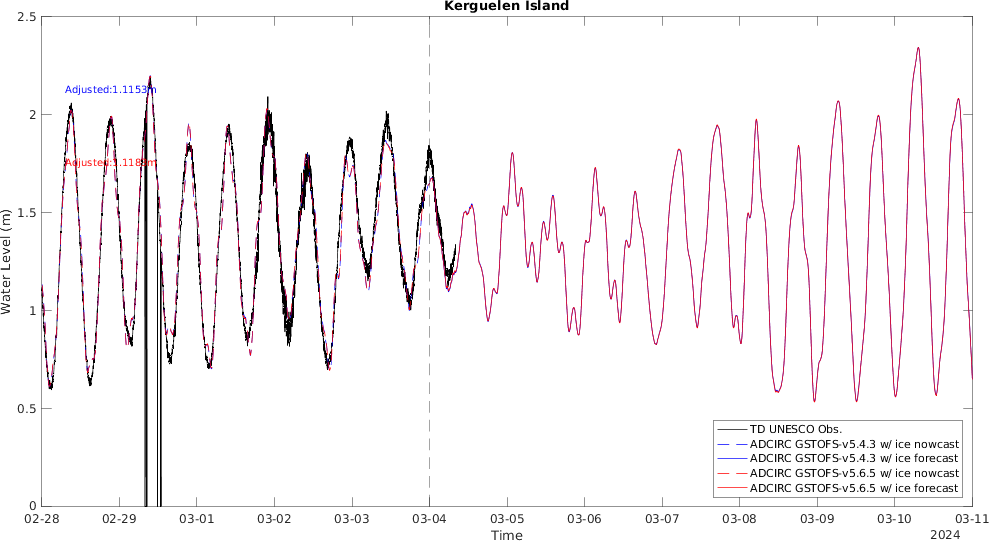 Kerguelen Island
2.5
2
1.5
1
0.5
0
Water Level (m)
Adjusted:1.1153m
TD UNESCO Obs.
ADCIRC GSTOFS-v5.4.3 w/ ice nowcast
ADCIRC GSTOFS-v5.4.3 w/ ice forecast
ADCIRC GSTOFS-v5.6.5 w/ ice nowcast
ADCIRC GSTOFS-v5.6.5 w/ ice forecast
02-28 02-29 03-01 03-02 03-03 03-04 03-05 03-06 03-07 03-08 03-09 03-10 03-11
Time
2024